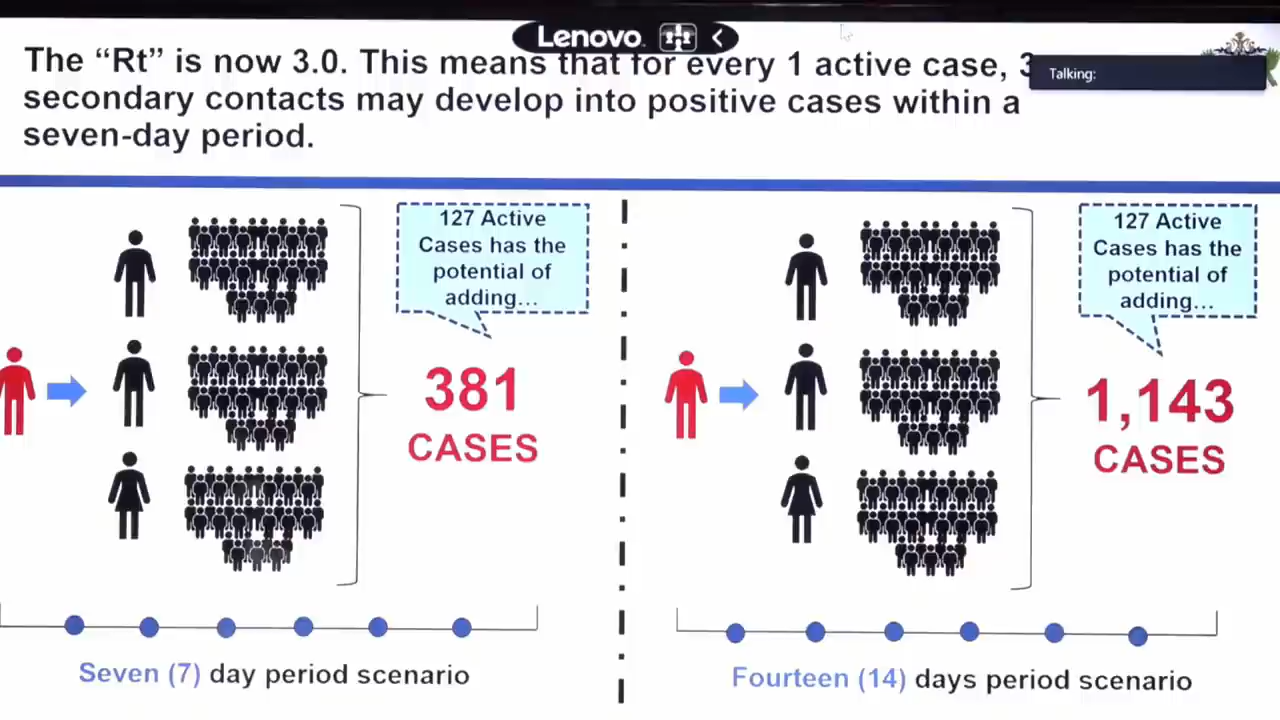 Lenovo
The “Rt” is now 3.0. This means that for every 1 active case, 3
Talking:
secondary contacts may develop into positive cases within a
seven-day period.
127 Active
Cases has the
potential of
adding...
381
CASES
Seven (7) day period scenario
127 Active
Cases has the
potential of
adding...
1,143
CASES
Fourteen (14) days period scenario